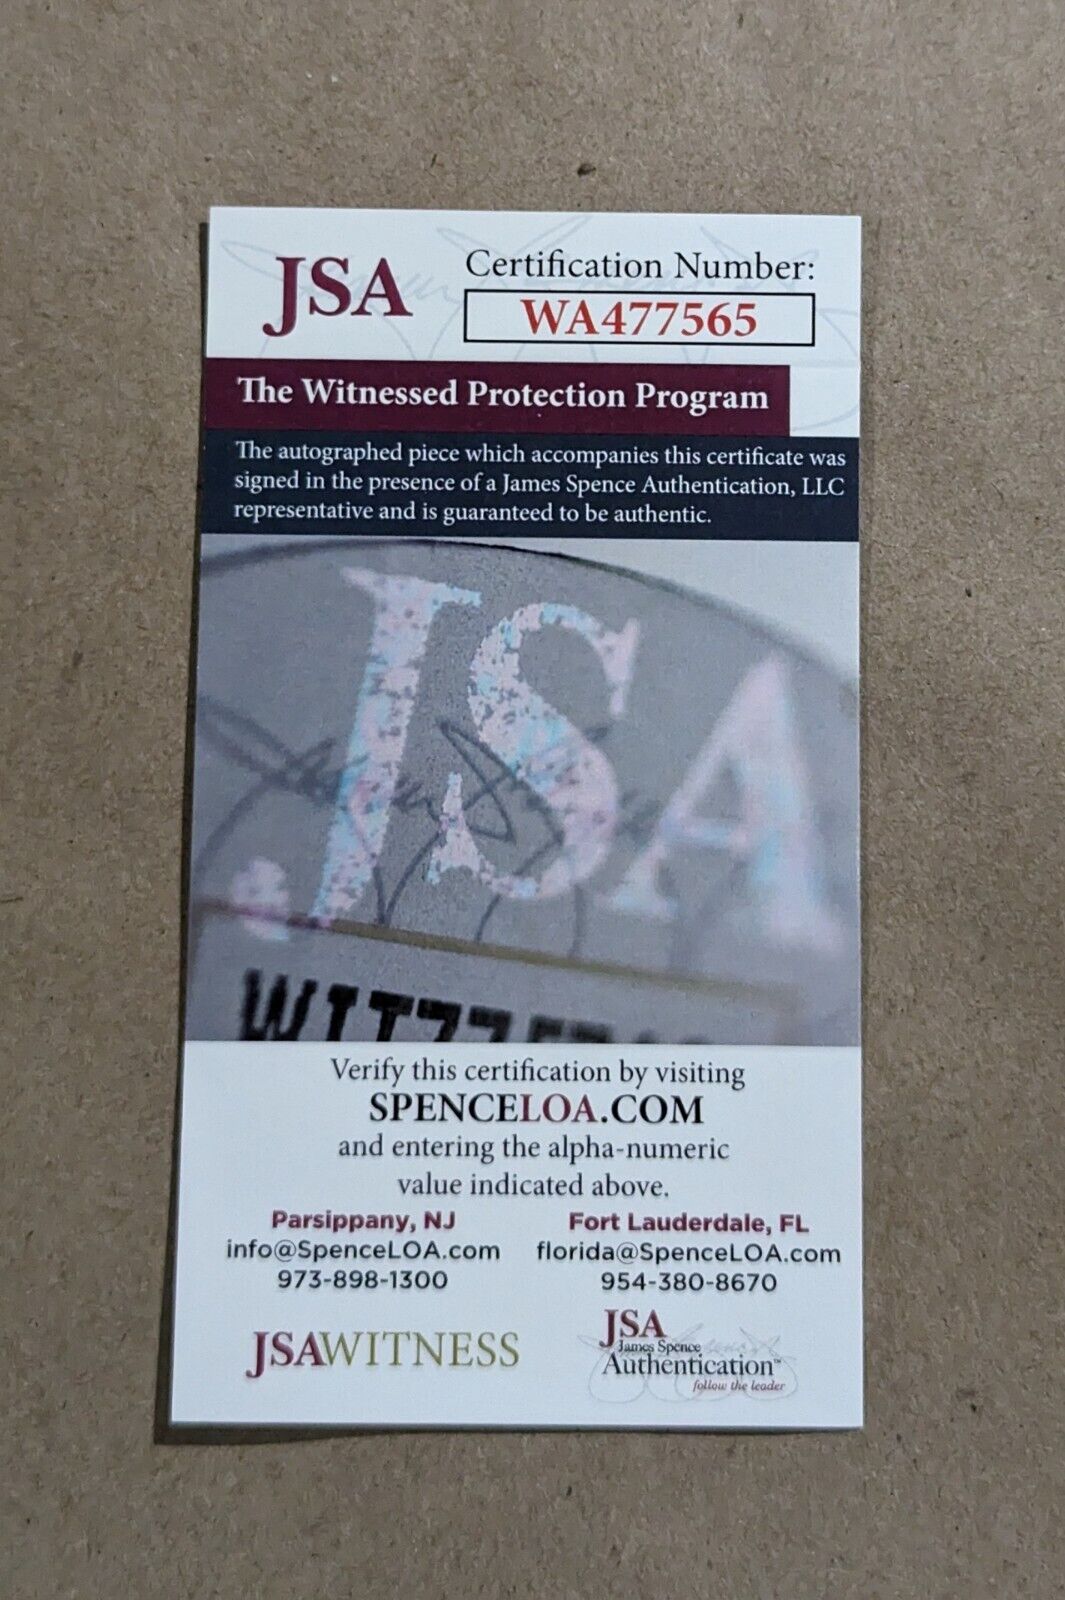 JSA
Certification Number:
WA477565
The Witnessed Protection Program
The autographed piece which accompanies this certificate was
signed in the presence of a James Spence Authentication, LLC
representative and is guaranteed to be authentic.
JSA
Verify this certification by visiting
SPENCELOA.COM
and entering the alpha-numeric
value indicated above.
Parsippany, NJ
info@SpenceLOA.com
973-898-1300
Fort Lauderdale, FL
florida@SpenceLOA.com
954-380-8670
JSAWITNESS
JSA
James Spence
Authentication™
follow the leader